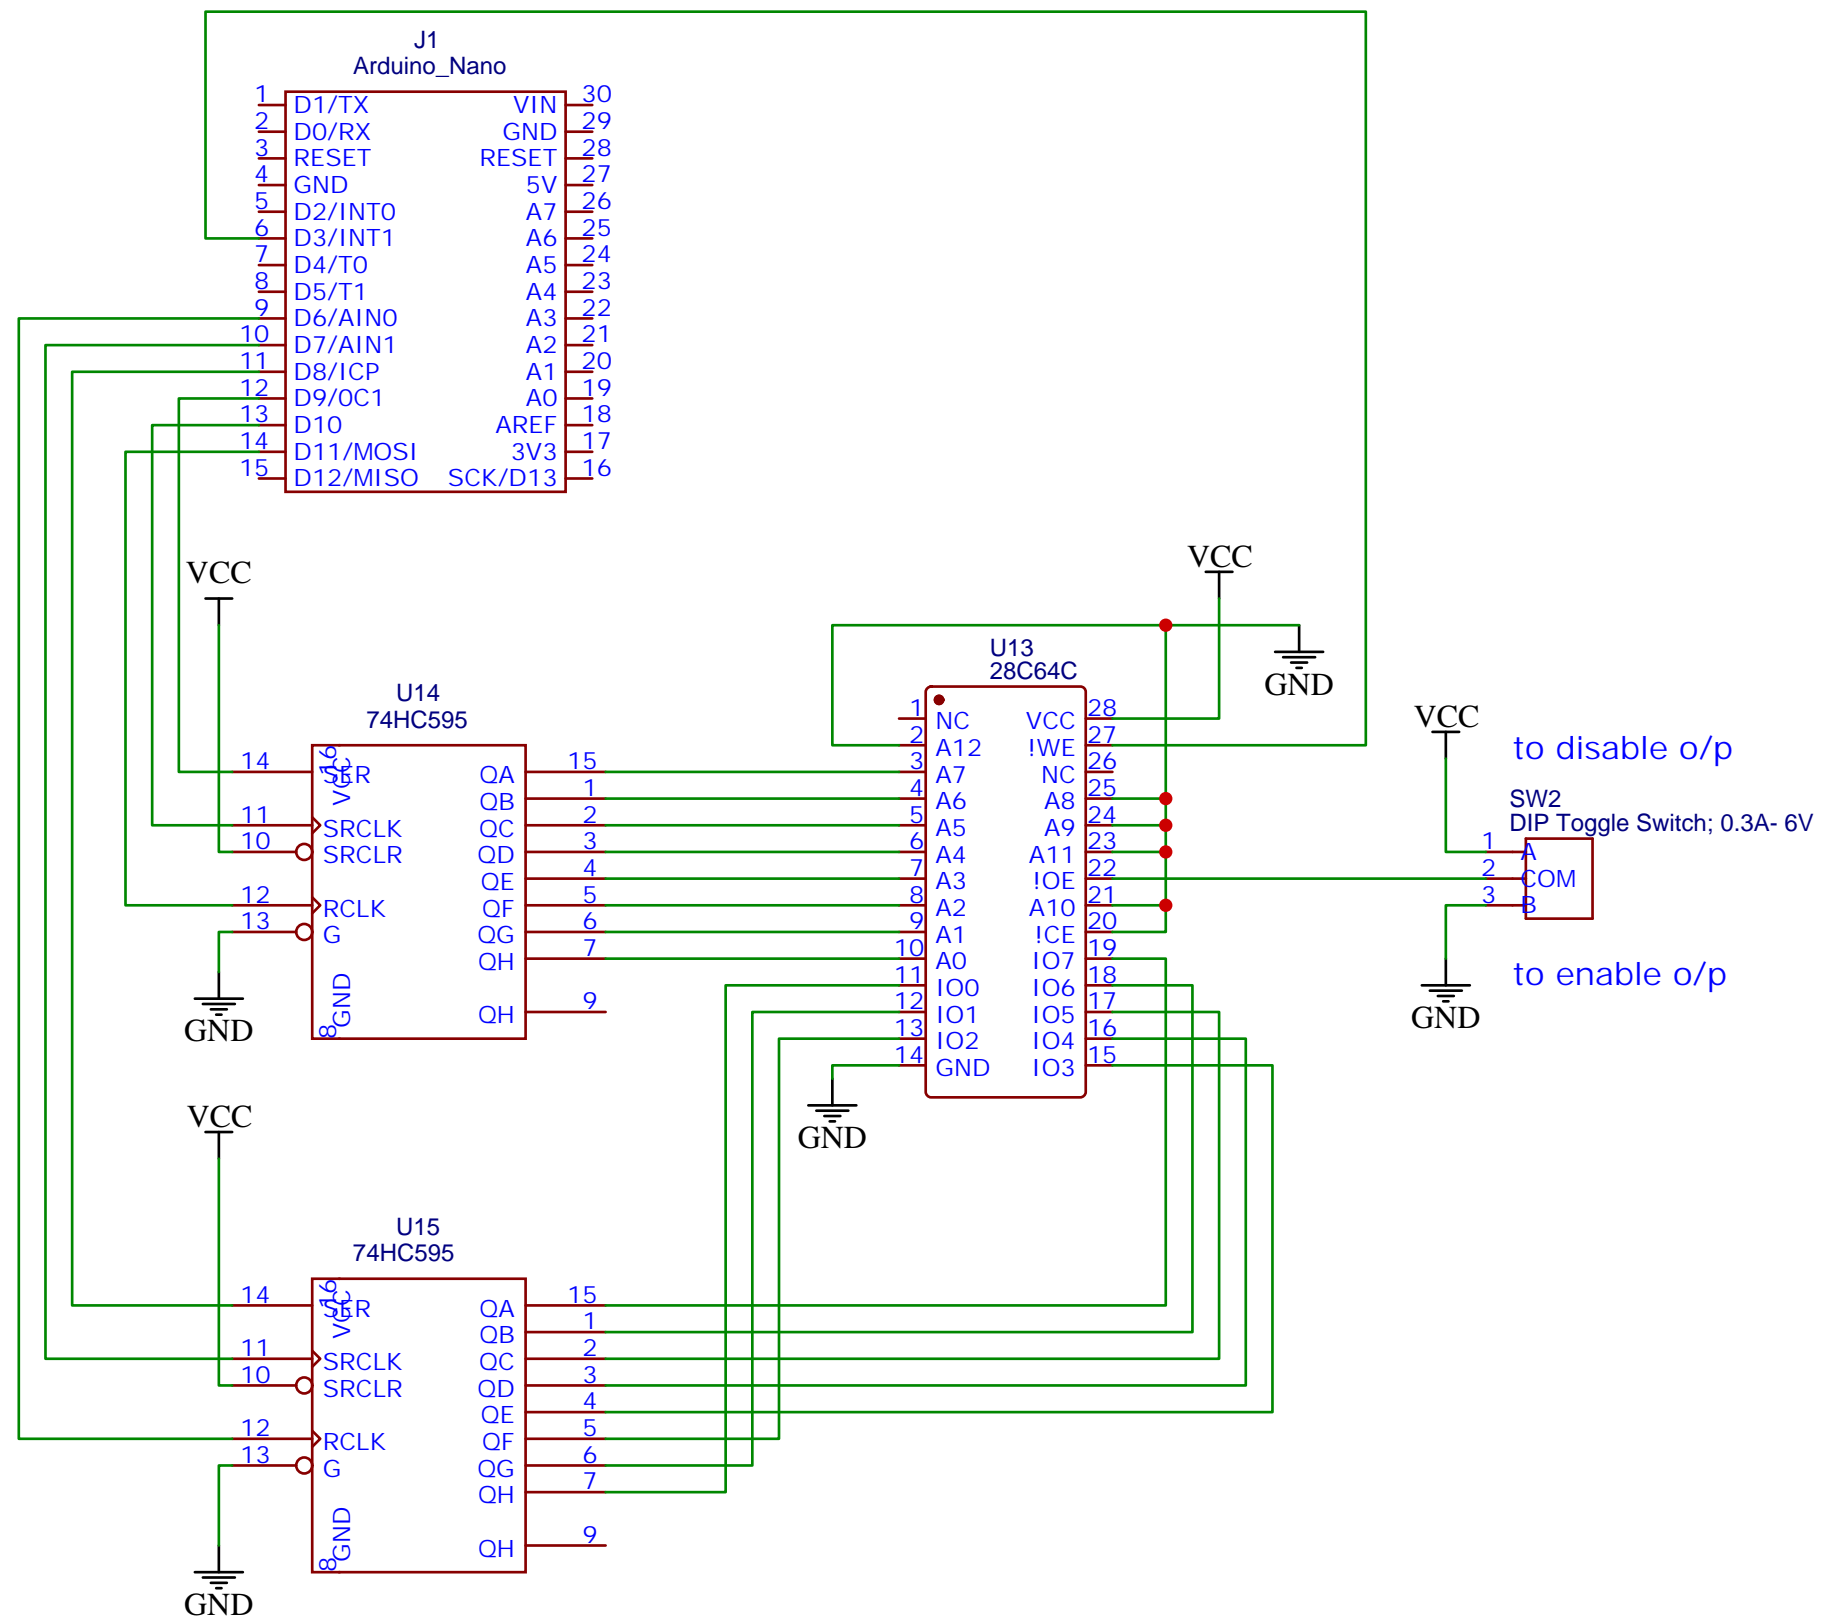 J1
Arduino_Nano
1 D1/TX VIN 30
2 D0/RX GND 29
3 RESET RESET 28
4 GND 5V 27
5 D2/INT0 A7 26
6 D3/INT1 A6 25
7 D4/T0 A5 24
8 D5/T1 A4 23
9 D6/AIN0 A3 22
10 D7/AIN1 A2 21
11 D8/ICP A1 20
12 D9/0C1 A0 19
13 D10 AREF 18
14 D11/MOSI 3V3 17
15 D12/MISO SCK/D13 16
VCC
U14
74HC595
14 SER QA 15
16 VCC
QB 1
11 SRCLK QC 2
10 SRCLR QD 3
QE 4
12 RCLK QF 5
13 G QG 6
QH 7
8 GND
QH 9
GND
VCC
GND
U13
28C64C
1 NC VCC 28
2 A12 !WE 27
3 A7 NC 26
4 A6 A8 25
5 A5 A9 24
6 A4 A11 23
7 A3 !OE 22
8 A2 A10 21
9 A1 !CE 20
10 A0 IO7 19
11 IO0 IO6 18
12 IO1 IO5 17
13 IO2 IO4 16
14 GND IO3 15
GND
VCC
to disable o/p
SW2
DIP Toggle Switch; 0.3A- 6V
1 A
2 COM
3 B
to enable o/p
GND
VCC
U15
74HC595
14 SER QA 15
16 VCC
QB 1
11 SRCLK QC 2
10 SRCLR QD 3
QE 4
12 RCLK QF 5
13 G QG 6
QH 7
8 GND
QH 9
GND